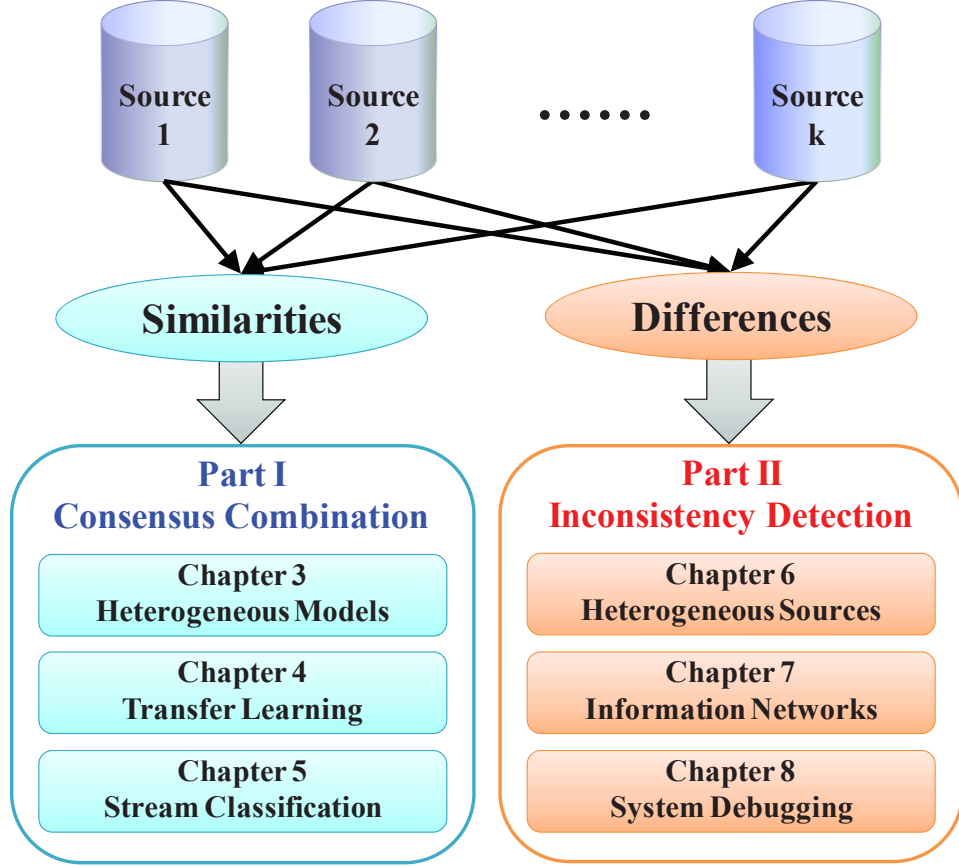 Source
1
Source
2
......
Source
k
Similarities
Differences
Part I
Consensus Combination
Chapter 3
Heterogeneous Models
Chapter 4
Transfer Learning
Chapter 5
Stream Classification
Part II
Inconsistency Detection
Chapter 6
Heterogeneous Sources
Chapter 7
Information Networks
Chapter 8
System Debugging